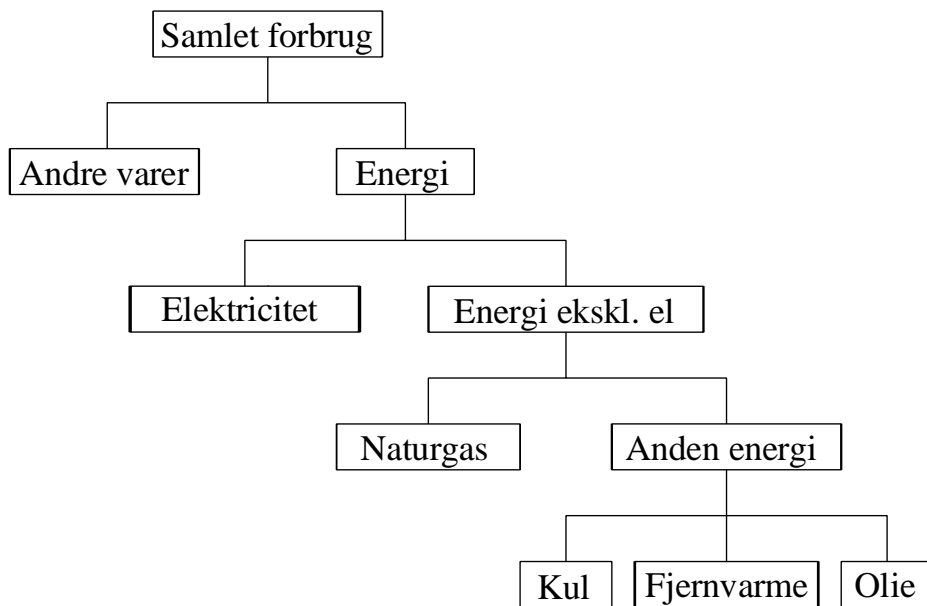 Samlet forbrug
Andre varer
Energi
Elektricitet
Energi ekskl. el
Naturgas
Anden energi
Kul
Fjernvarme
Olie